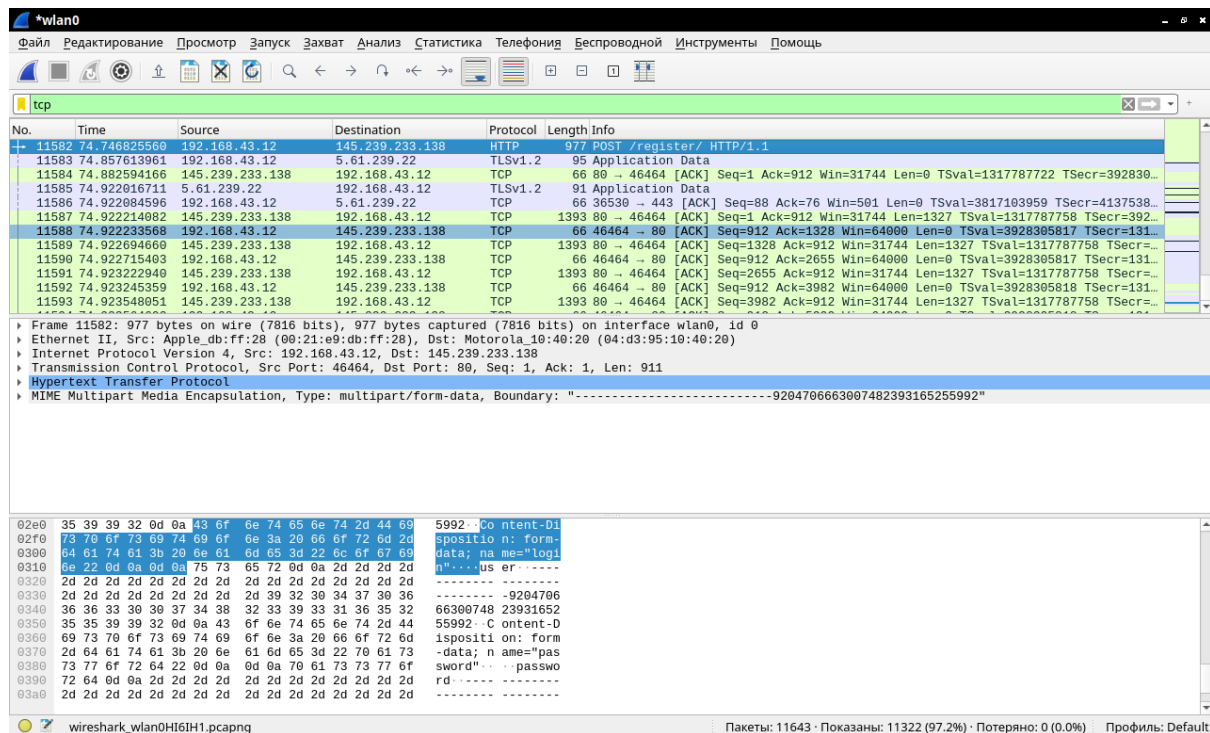 *wlan0
Файл Редактирование Просмотр Запуск Захват Анализ Статистика Телефония Беспроводной Инструменты Помощь
tcp
No. Time Source Destination Protocol Length Info
11582 74.746825560 192.168.43.12 145.239.233.138 HTTP 977 POST /register/ HTTP/1.1
11583 74.857613961 192.168.43.12 5.61.239.22 TLSv1.2 95 Application Data
11584 74.882594166 145.239.233.138 192.168.43.12 TCP 66 80 → 46464 [ACK] Seq=1 Ack=912 Win=31744 Len=0 TSval=1317787722 TSecr=392830…
11585 74.922016711 5.61.239.22 192.168.43.12 TLSv1.2 91 Application Data
11586 74.922084596 192.168.43.12 5.61.239.22 TCP 66 36530 → 443 [ACK] Seq=88 Ack=76 Win=501 Len=0 TSval=3817103959 TSecr=4137538…
11587 74.922214082 145.239.233.138 192.168.43.12 TCP 1393 80 → 46464 [ACK] Seq=1 Ack=912 Win=31744 Len=1327 TSval=1317787758 TSecr=392…
11588 74.922233568 192.168.43.12 145.239.233.138 TCP 66 46464 → 80 [ACK] Seq=912 Ack=1328 Win=64000 Len=0 TSval=3928305817 TSecr=131…
11589 74.922694660 145.239.233.138 192.168.43.12 TCP 1393 80 → 46464 [ACK] Seq=1328 Ack=912 Win=31744 Len=1327 TSval=1317787758 TSecr=…
11590 74.922715403 192.168.43.12 145.239.233.138 TCP 66 46464 → 80 [ACK] Seq=912 Ack=2655 Win=64000 Len=0 TSval=3928305817 TSecr=131…
11591 74.923222940 145.239.233.138 192.168.43.12 TCP 1393 80 → 46464 [ACK] Seq=2655 Ack=912 Win=31744 Len=1327 TSval=1317787758 TSecr=…
11592 74.923245359 192.168.43.12 145.239.233.138 TCP 66 46464 → 80 [ACK] Seq=912 Ack=3982 Win=64000 Len=0 TSval=3928305818 TSecr=131…
11593 74.923548051 145.239.233.138 192.168.43.12 TCP 1393 80 → 46464 [ACK] Seq=3982 Ack=912 Win=31744 Len=1327 TSval=1317787758 TSecr=…
Frame 11582: 977 bytes on wire (7816 bits), 977 bytes captured (7816 bits) on interface wlan0, id 0
Ethernet II, Src: Apple_db:ff:28 (00:21:e9:db:ff:28), Dst: Motorola_10:40:20 (04:d3:95:10:40:20)
Internet Protocol Version 4, Src: 192.168.43.12, Dst: 145.239.233.138
Transmission Control Protocol, Src Port: 46464, Dst Port: 80, Seq: 1, Ack: 1, Len: 911
Hypertext Transfer Protocol
MIME Multipart Media Encapsulation, Type: multipart/form-data, Boundary: "---------------------------9204706663007482393165255992"
02e0 35 39 39 32 0d 0a 43 6f 6e 74 65 6e 74 2d 44 69 5992··Co ntent-Di
02f0 73 70 6f 73 69 74 69 6f 6e 3a 20 66 6f 72 6d 2d spositio n: form-
0300 64 61 74 61 3b 20 6e 61 6d 65 3d 22 6c 6f 67 69 data; na me="logi
0310 6e 22 0d 0a 0d 0a 75 73 65 72 0d 0a 2d 2d 2d 2d n"····us er··----
0320 2d 2d 2d 2d 2d 2d 2d 2d 2d 2d 2d 2d 2d 2d 2d 2d -------- --------
0330 2d 2d 2d 2d 2d 2d 2d 2d 2d 39 32 30 34 37 30 36 -------- -9204706
0340 36 36 33 30 30 37 34 38 32 33 39 33 31 36 35 32 66300748 23931652
0350 35 35 39 39 32 0d 0a 43 6f 6e 74 65 6e 74 2d 44 55992··C ontent-D
0360 69 73 70 6f 73 69 74 69 6f 6e 3a 20 66 6f 72 6d ispositi on: form
0370 2d 64 61 74 61 3b 20 6e 61 6d 65 3d 22 70 61 73 -data; n ame="pas
0380 73 77 6f 72 64 22 0d 0a 0d 0a 70 61 73 73 77 6f sword"·· ··passwo
0390 72 64 0d 0a 2d 2d 2d 2d 2d 2d 2d 2d 2d 2d 2d 2d rd··---- --------
03a0 2d 2d 2d 2d 2d 2d 2d 2d 2d 2d 2d 2d 2d 2d 2d 2d -------- --------
wireshark_wlan0HI6IH1.pcapng Пакеты: 11643 · Показаны: 11322 (97.2%) · Потеряно: 0 (0.0%) Профиль: Default